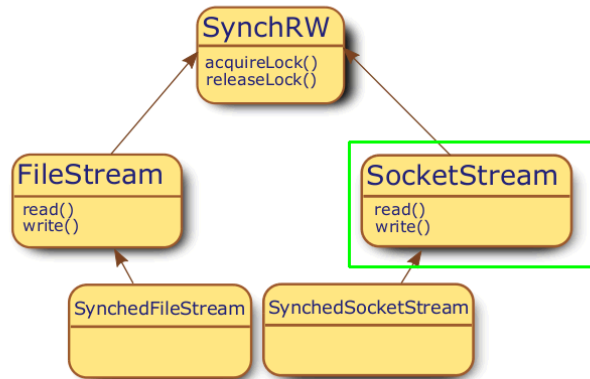 SynchRW
acquireLock()
releaseLock()
FileStream
read()
write()
SocketStream
read()
write()
SynchedFileStream
SynchedSocketStream